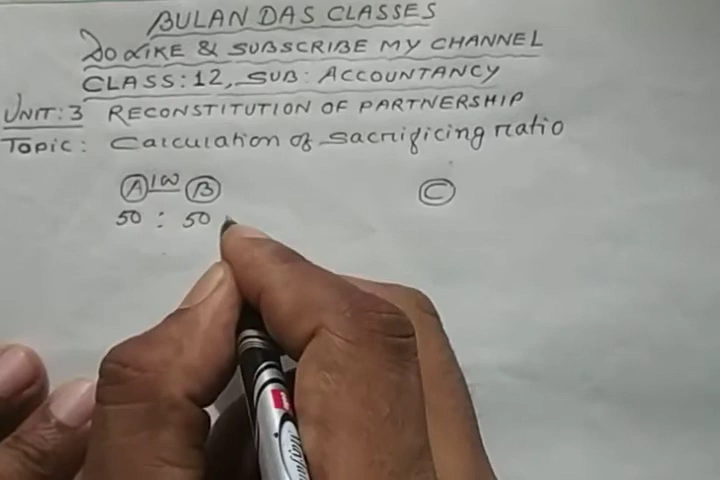 BULAN DAS CLASSES
DO LIKE & SUBSCRIBE MY CHANNEL
CLASS: 12, SUB: ACCOUNTANCY
UNIT: 3 RECONSTITUTION OF PARTNERSHIP
Topic: Calculation of sacrificing ratio
A 100 B C
50 : 50